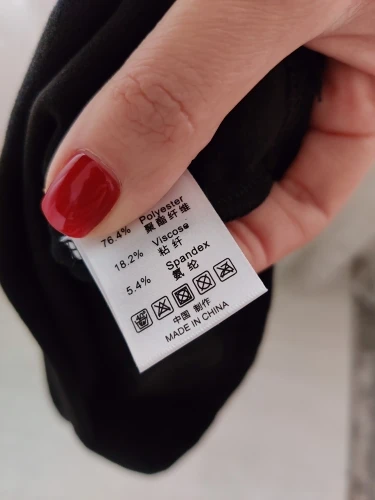 76.4% Polyester
聚酯纤维
18.2% Viscose
粘纤
5.4% Spandex
氨纶
中国 制作
MADE IN CHINA